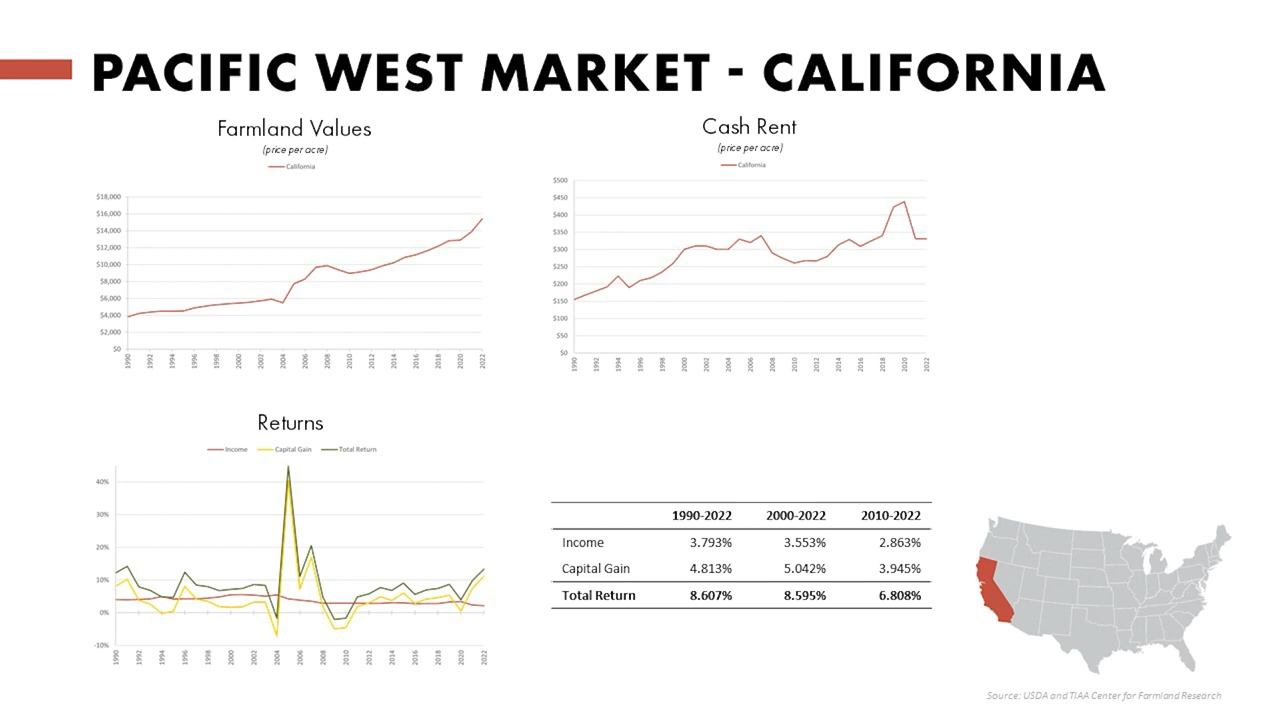 PACIFIC WEST MARKET - CALIFORNIA
Farmland Values
(price per acre)
California
$18,000
$16,000
$14,000
$12,000
$10,000
$8,000
$6,000
$4,000
$2,000
$0
1990 1992 1994 1996 1998 2000 2002 2004 2006 2008 2010 2012 2014 2016 2018 2020 2022
Cash Rent
(price per acre)
California
$500
$450
$400
$350
$300
$250
$200
$150
$100
$50
$0
1990 1992 1994 1996 1998 2000 2002 2004 2006 2008 2010 2012 2014 2016 2018 2020 2022
Returns
Income Capital Gain Total Return
40%
30%
20%
10%
0%
-10%
1990 1992 1994 1996 1998 2000 2002 2004 2006 2008 2010 2012 2014 2016 2018 2020 2022
1990-2022 2000-2022 2010-2022
Income 3.793% 3.553% 2.863%
Capital Gain 4.813% 5.042% 3.945%
Total Return 8.607% 8.595% 6.808%
Source: USDA and TIAA Center for Farmland Research